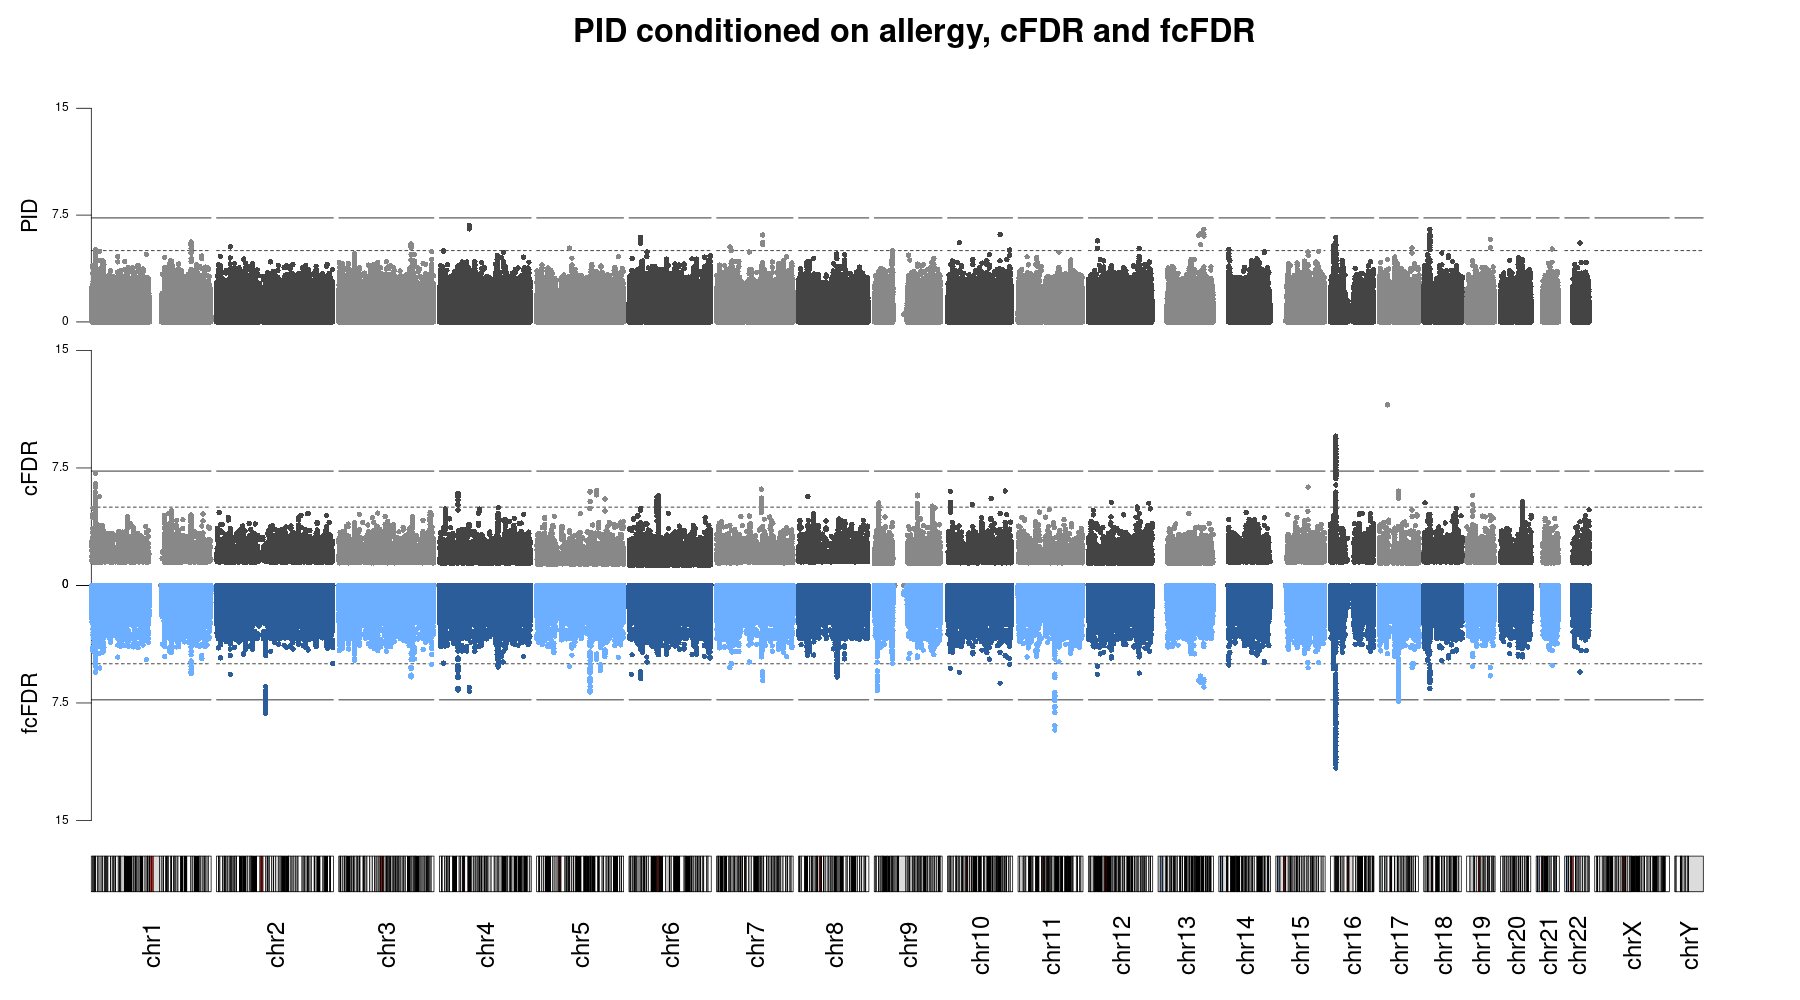 PID conditioned on allergy, cFDR and fcFDR
15
7.5
0
PID
15
7.5
0
cFDR
0
7.5
15
fcFDR
chr1
chr2
chr3
chr4
chr5
chr6
chr7
chr8
chr9
chr10
chr11
chr12
chr13
chr14
chr15
chr16
chr17
chr18
chr19
chr20
chr21
chr22
chrX
chrY